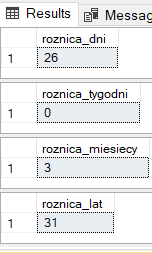 Results Messag
roznica_dni
1 26
roznica_tygodni
1 0
roznica_miesiecy
1 3
roznica_lat
1 31